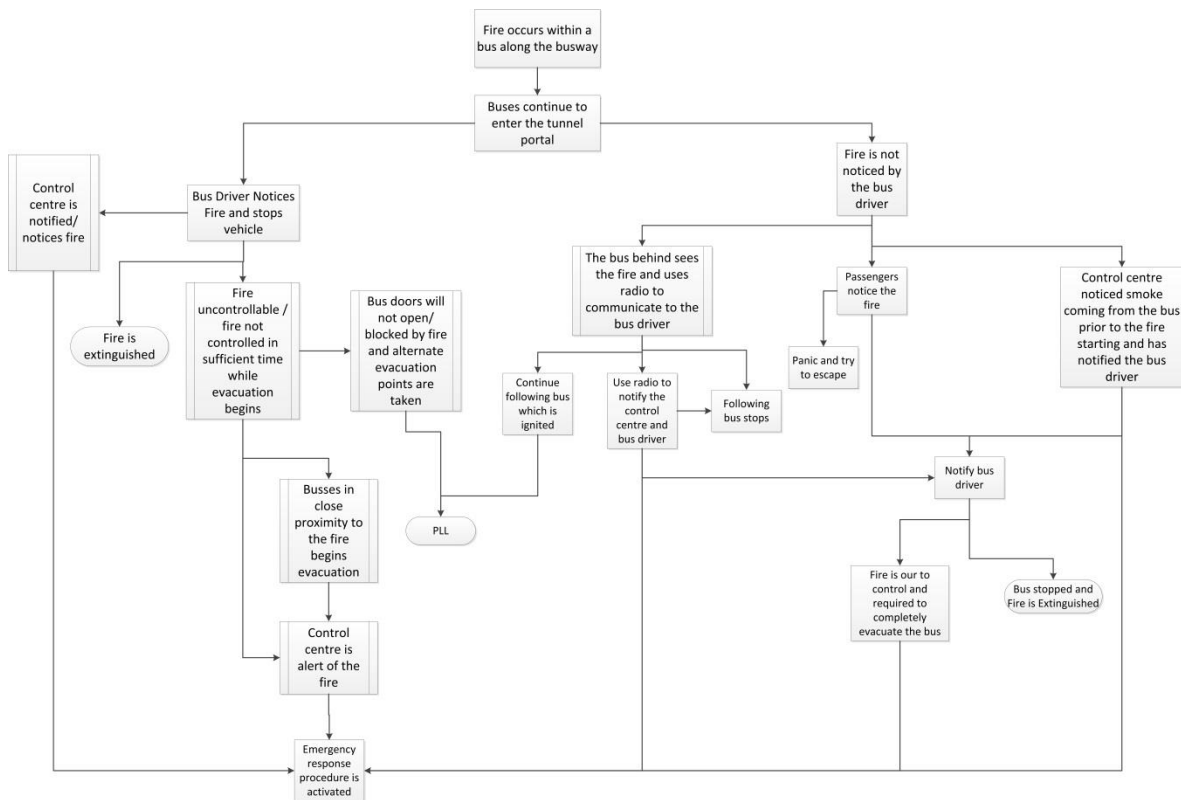 Fire occurs within a
bus along the busway
Buses continue to
enter the tunnel
portal
Fire is not
noticed by
the bus
driver
Control
centre is
notified/
notices fire
Bus Driver Notices
Fire and stops
vehicle
The bus behind sees
the fire and uses
radio to
communicate to the
bus driver
Passengers
notice the
fire
Control centre
noticed smoke
coming from the bus
prior to the fire
starting and has
notified the bus
driver
Fire is
extinguished
Fire
uncontrollable /
fire not
controlled in
sufficient time
while
evacuation
begins
Bus doors will
not open/
blocked by fire
and alternate
evacuation
points are
taken
Panic and try
to escape
Continue
following bus
which is
ignited
Use radio to
notify the
control
centre and
bus driver
Following
bus stops
Notify bus
driver
Busses in
close
proximity to
the fire
begins
evacuation
PLL
Fire is our to
control and
required to
completely
evacuate the bus
Bus stopped and
Fire is Extinguished
Control
centre is
alert of the
fire
Emergency
response
procedure is
activated